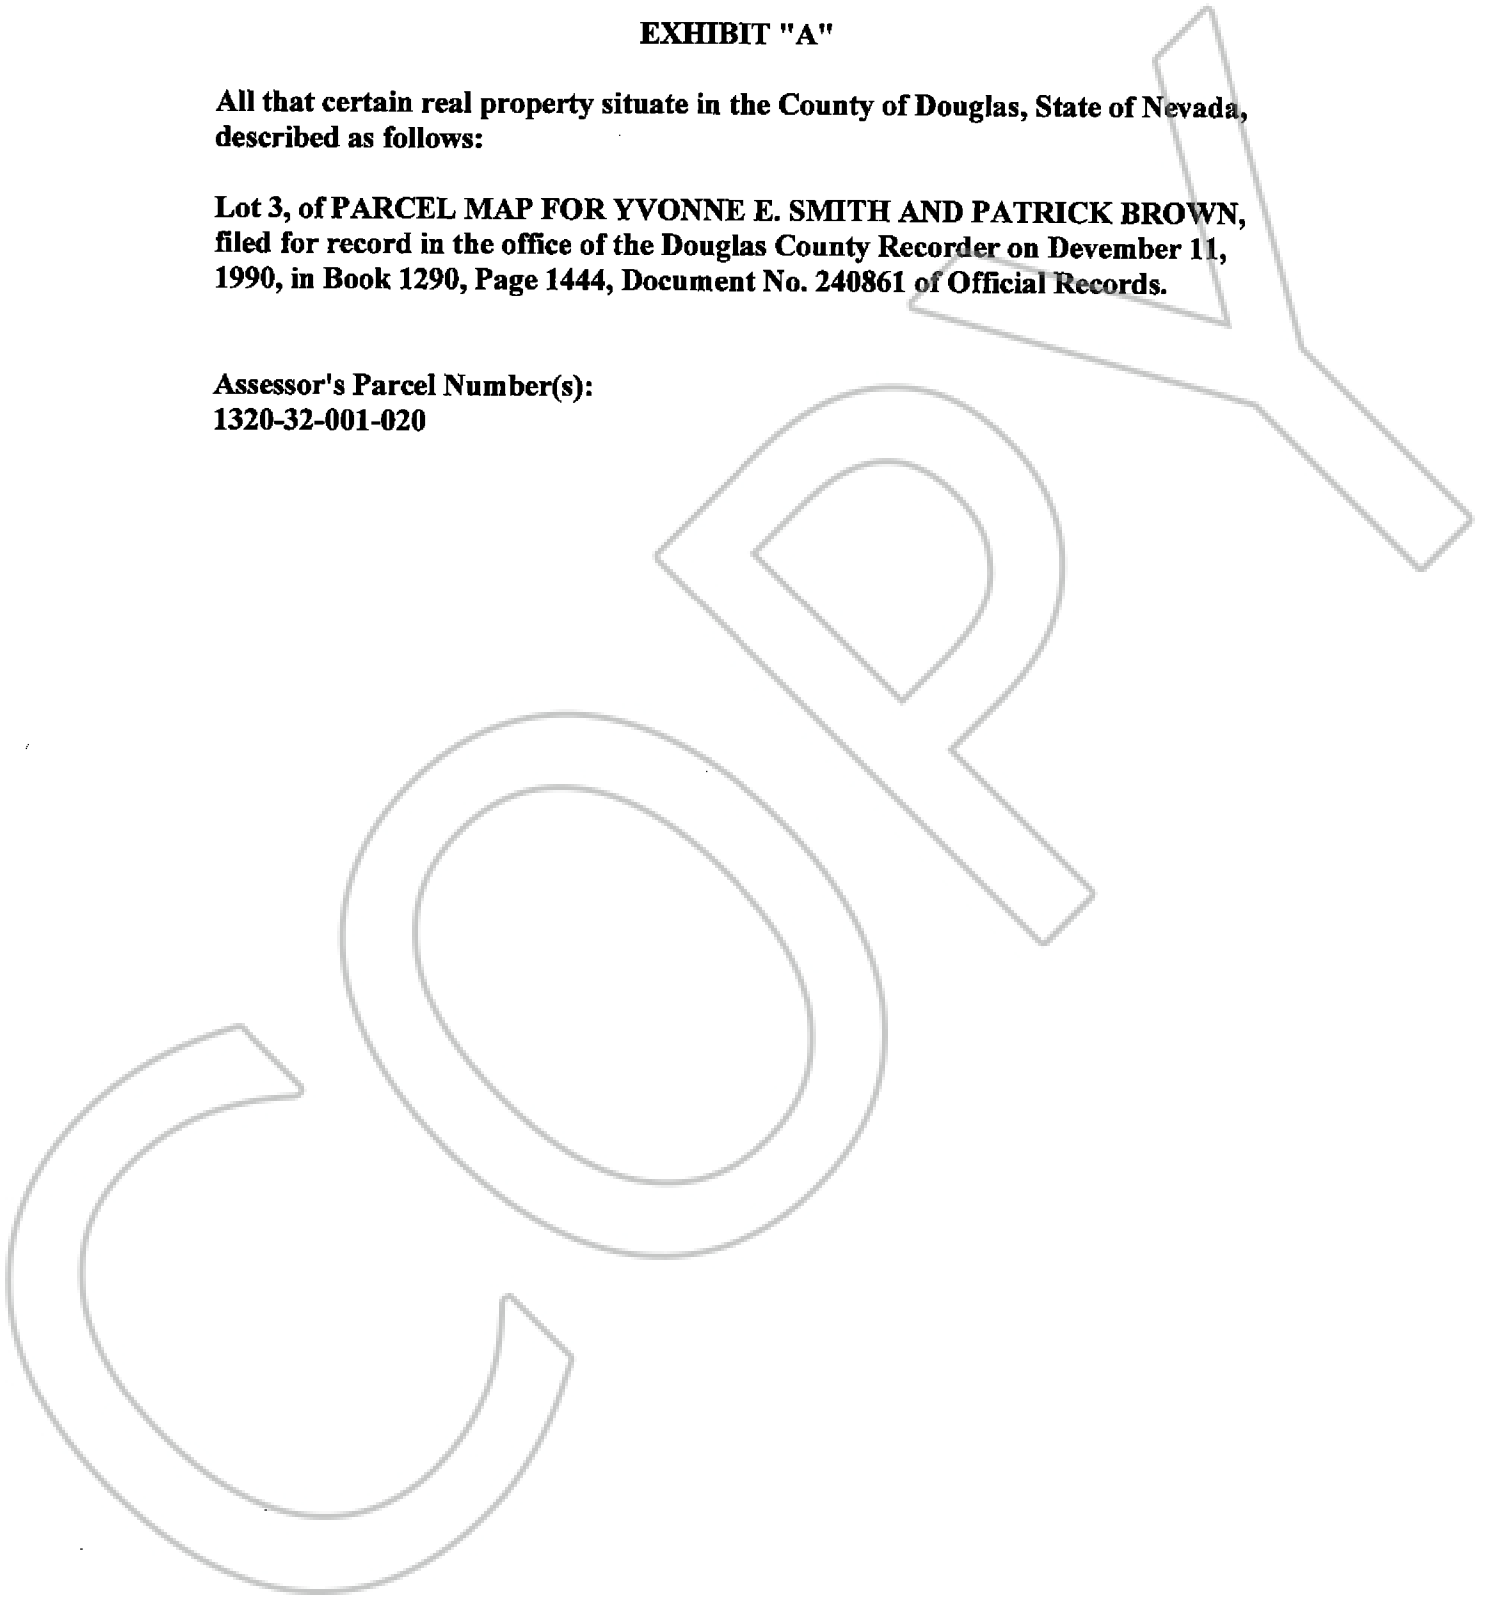 EXHIBIT "A"
All that certain real property situate in the County of Douglas, State of Nevada,
described as follows:
Lot 3, of PARCEL MAP FOR YVONNE E. SMITH AND PATRICK BROWN,
filed for record in the office of the Douglas County Recorder on Devember 11,
1990, in Book 1290, Page 1444, Document No. 240861 of Official Records.
Assessor's Parcel Number(s):
1320-32-001-020
COPY